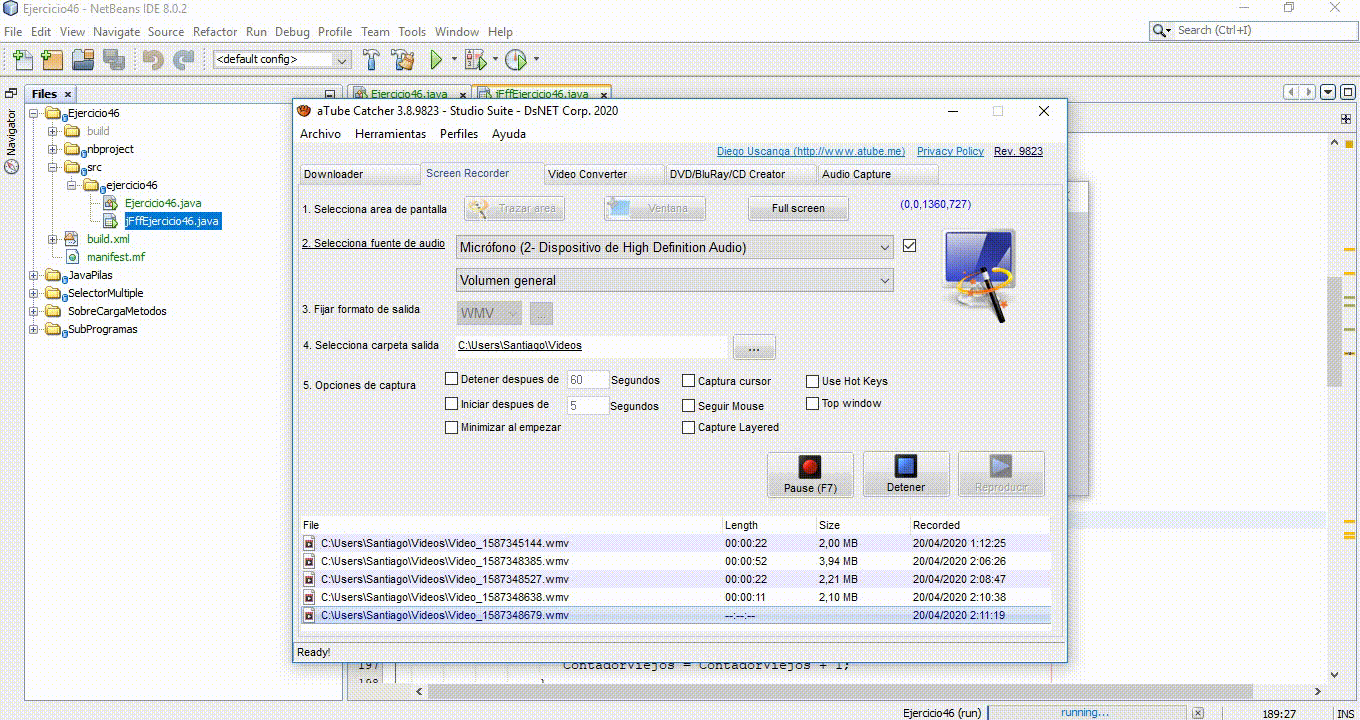 Ejercicio46 - NetBeans IDE 8.0.2
File Edit View Navigate Source Refactor Run Debug Profile Team Tools Window Help
Search (Ctrl+I)
<default config>
Files
Navigator
Ejercicio46.java
jFffEjercicio46.java
Ejercicio46
build
nbproject
src
ejercicio46
Ejercicio46.java
jFffEjercicio46.java
build.xml
manifest.mf
JavaPilas
SelectorMultiple
SobreCargaMetodos
SubProgramas
aTube Catcher 3.8.9823 - Studio Suite - DsNET Corp. 2020
Archivo Herramientas Perfiles Ayuda
Diego Uscanga (http://www.atube.me) Privacy Policy Rev. 9823
Downloader Screen Recorder Video Converter DVD/BluRay/CD Creator Audio Capture
1. Selecciona area de pantalla Trazar area Ventana Full screen (0,0,1360,727)
2. Selecciona fuente de audio Micrófono (2- Dispositivo de High Definition Audio)
Volumen general
3. Fijar formato de salida WMV ...
4. Selecciona carpeta salida C:\Users\Santiago\Videos ...
5. Opciones de captura
Detener despues de 60 Segundos Captura cursor Use Hot Keys
Iniciar despues de 5 Segundos Seguir Mouse Top window
Minimizar al empezar Capture Layered
Pause (F7) Detener Reproducir
File Length Size Recorded
C:\Users\Santiago\Videos\Video_1587345144.wmv 00:00:22 2,00 MB 20/04/2020 1:12:25
C:\Users\Santiago\Videos\Video_1587348385.wmv 00:00:52 3,94 MB 20/04/2020 2:06:26
C:\Users\Santiago\Videos\Video_1587348527.wmv 00:00:22 2,21 MB 20/04/2020 2:08:47
C:\Users\Santiago\Videos\Video_1587348638.wmv 00:00:11 2,10 MB 20/04/2020 2:10:38
C:\Users\Santiago\Videos\Video_1587348679.wmv --:--:-- 20/04/2020 2:11:19
Ready!
197 ContadorViejos = ContadorViejos + 1;
198 }
Ejercicio46 (run) running... 189:27 INS